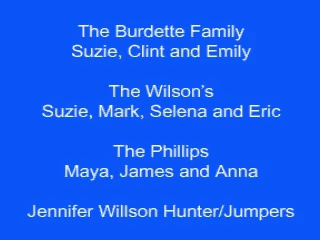 The Burdette Family
Suzie, Clint and Emily
The Wilson's
Suzie, Mark, Selena and Eric
The Phillips
Maya, James and Anna
Jennifer Willson Hunter/Jumpers